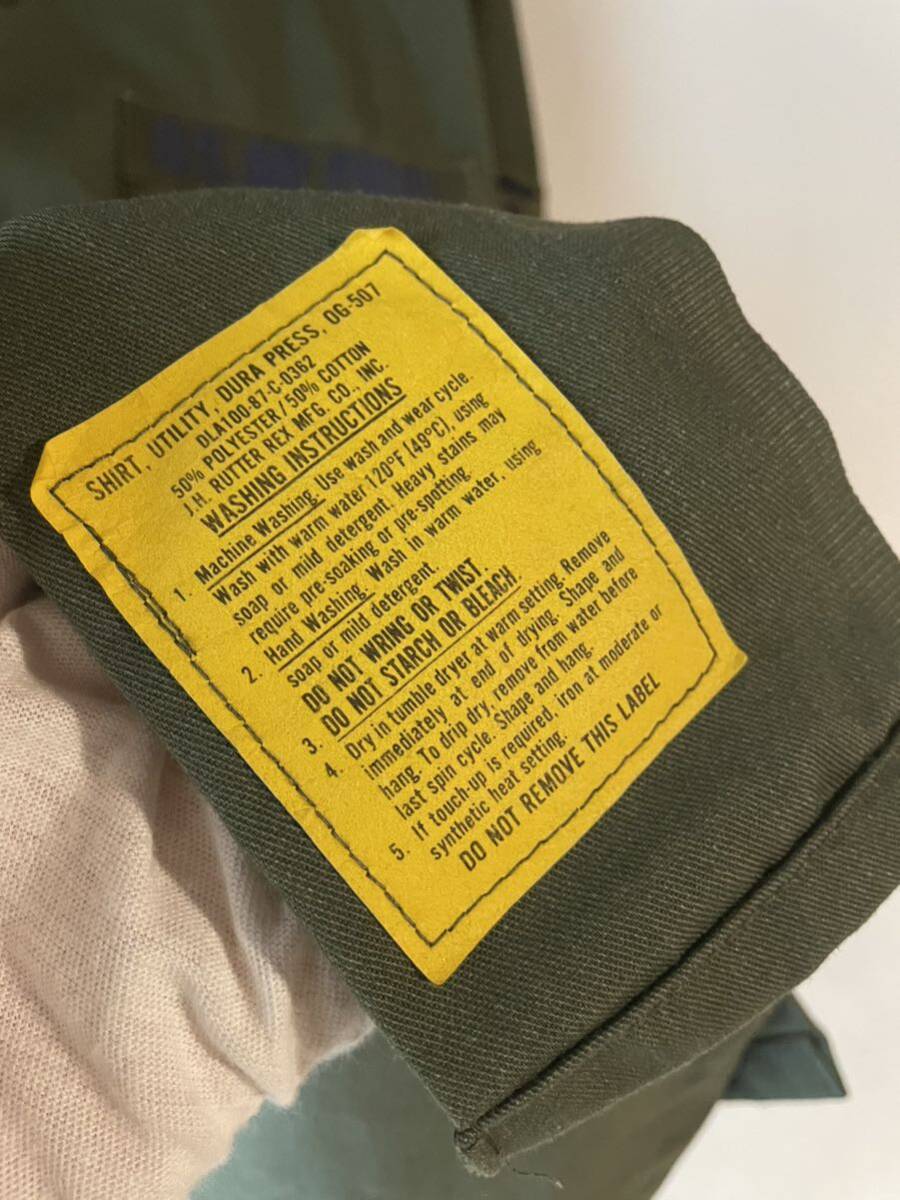 SHIRT, UTILITY, DURA PRESS, OG-507
DLA100-87-C-0362
50% POLYESTER/50% COTTON
J.H. RUTTER REX MFG. CO., INC.
WASHING INSTRUCTIONS
1. Machine Washing. Use wash and wear cycle.
Wash with warm water 120°F (49°C), using
soap or mild detergent. Heavy stains may
require pre-soaking or pre-spotting.
2. Hand Washing. Wash in warm water, using
soap or mild detergent.
DO NOT WRING OR TWIST.
3. DO NOT STARCH OR BLEACH.
4. Dry in tumble dryer at warm setting. Remove
immediately at end of drying. Shape and
hang. To drip dry, remove from water before
last spin cycle. Shape and hang.
5. If touch-up is required, iron at moderate or
synthetic heat setting.
DO NOT REMOVE THIS LABEL